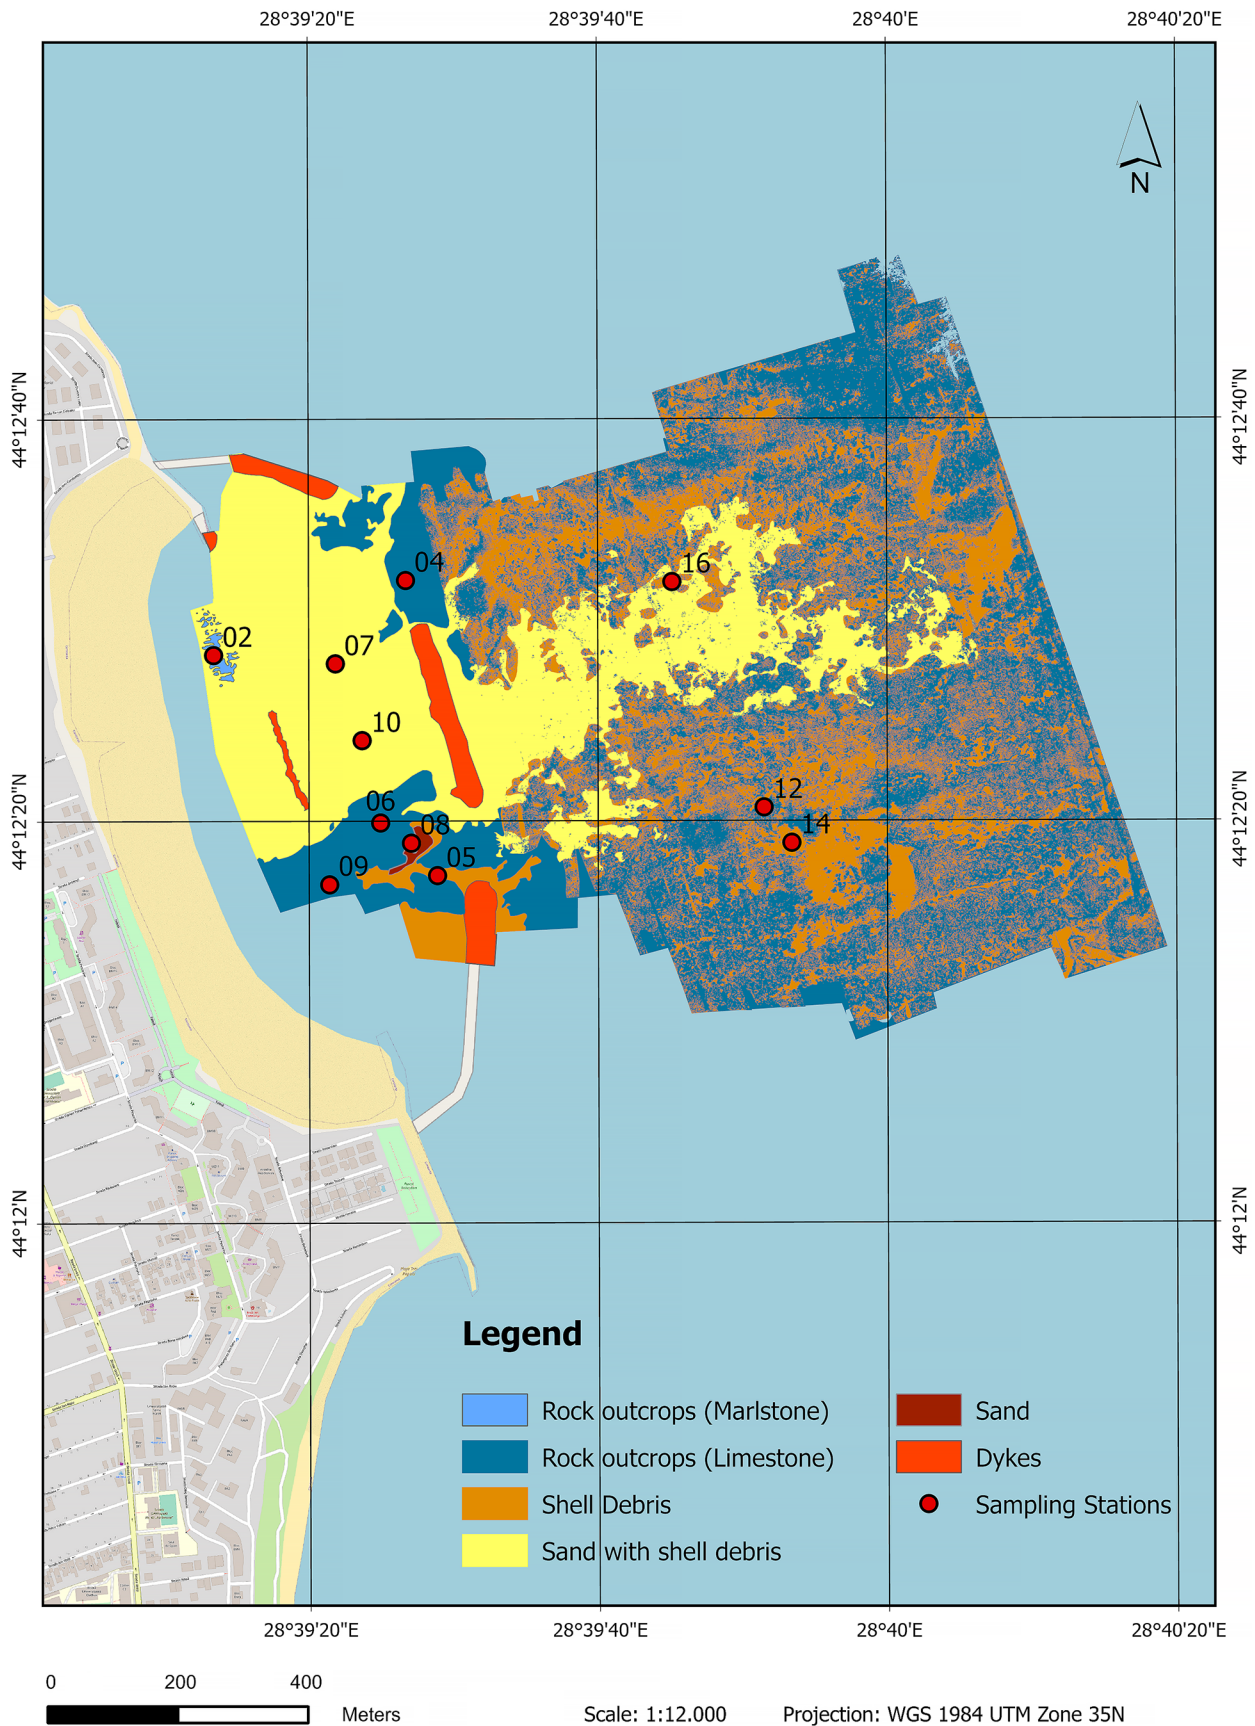 28°39'20"E 28°39'40"E 28°40'E 28°40'20"E
N
44°12'40"N 44°12'40"N
04
16
02
07
10
12
06
14
08
05
09
44°12'20"N 44°12'20"N
44°12'N 44°12'N
Legend
Rock outcrops (Marlstone)
Rock outcrops (Limestone)
Shell Debris
Sand with shell debris
Sand
Dykes
Sampling Stations
28°39'20"E 28°39'40"E 28°40'E 28°40'20"E
0 200 400
Meters
Scale: 1:12.000
Projection: WGS 1984 UTM Zone 35N